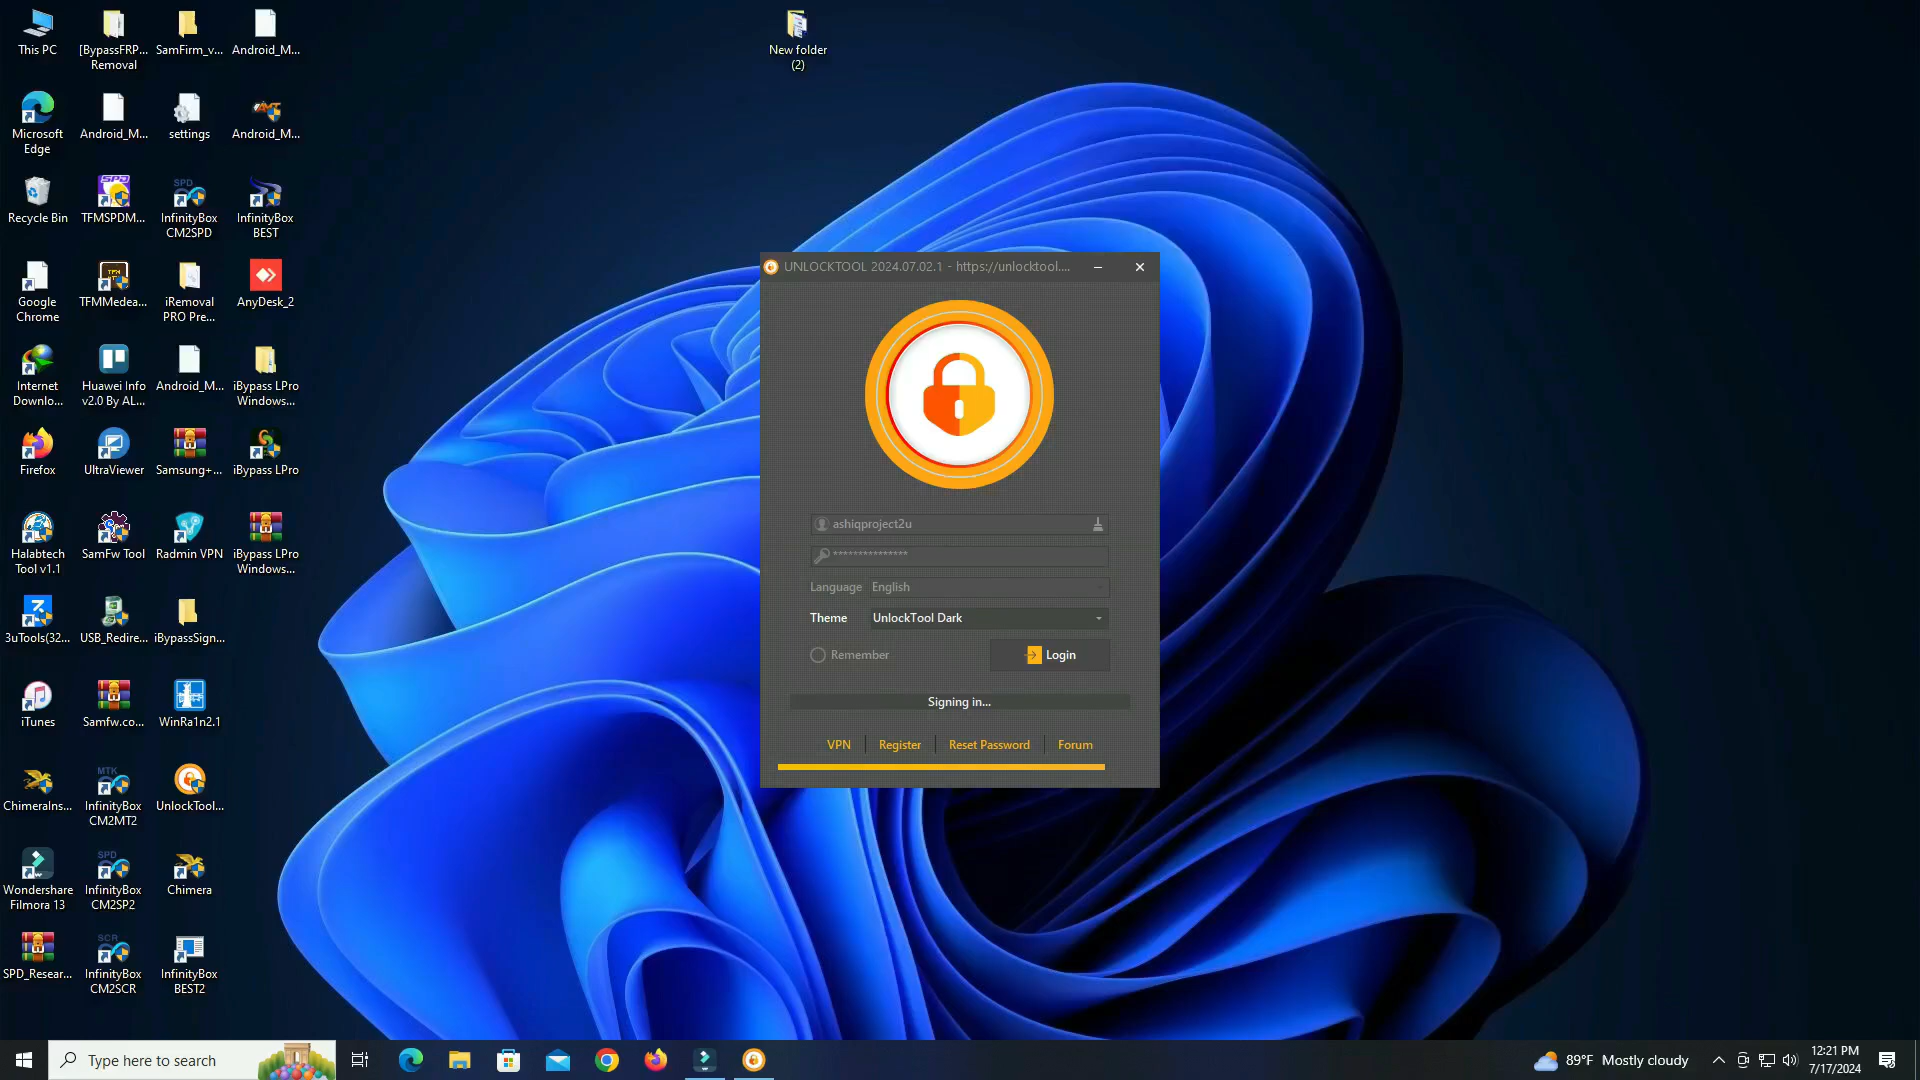 This PC
[BypassFRP...
Removal
SamFirm_v...
Android_M...
New folder
(2)
Microsoft
Edge
Android_M...
settings
Android_M...
Recycle Bin
SPD
TFMSPDM...
SPD
InfinityBox
CM2SPD
InfinityBox
BEST
Google
Chrome
TFM
TFMMedea...
iRemoval
PRO Pre...
AnyDesk_2
Internet
Downlo...
Huawei Info
v2.0 By AL...
Android_M...
iBypass LPro
Windows...
Firefox
UltraViewer
Samsung+...
iBypass LPro
Halabtech
Tool v1.1
SamFw Tool
Radmin VPN
iBypass LPro
Windows...
3uTools(32...
USB_Redire...
iBypassSign...
iTunes
Samfw.co...
WinRa1n2.1
ChimeraIns...
MTK
InfinityBox
CM2MT2
UnlockTool...
Wondershare
Filmora 13
SPD
InfinityBox
CM2SP2
Chimera
SPD_Resear...
SCR
InfinityBox
CM2SCR
InfinityBox
BEST2
UNLOCKTOOL 2024.07.02.1 - https://unlocktool....
ashiqproject2u
***************
Language English
Theme UnlockTool Dark
Remember Login
Signing in...
VPN Register Reset Password Forum
Type here to search
89°F Mostly cloudy
12:21 PM
7/17/2024